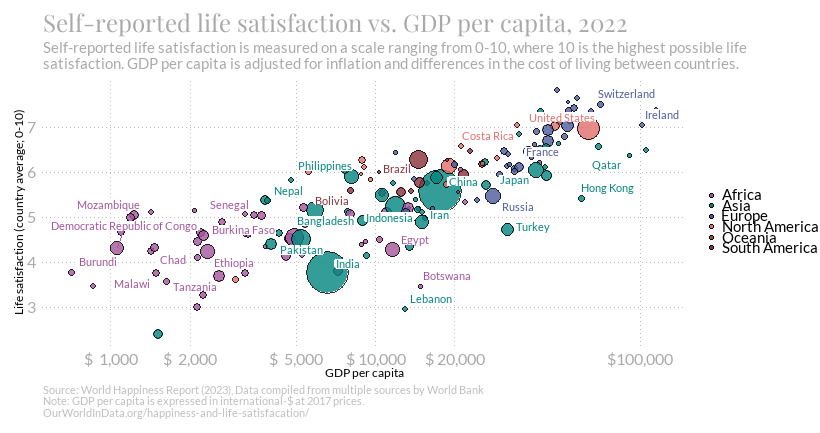 Self-reported life satisfaction vs. GDP per capita, 2022
Self-reported life satisfaction is measured on a scale ranging from 0-10, where 10 is the highest possible life
satisfaction. GDP per capita is adjusted for inflation and differences in the cost of living between countries.
Life satisfaction (country average; 0-10)
7
6
5
4
3
Switzerland
Ireland
United States
Costa Rica
France
Qatar
Philippines
Brazil
China
Japan
Hong Kong
Nepal
Mozambique
Senegal
Bolivia
Indonesia
Iran
Russia
Democratic Republic of Congo
Burkina Faso
Bangladesh
Turkey
Egypt
Pakistan
Burundi
Chad
Ethiopia
India
Botswana
Malawi
Tanzania
Lebanon
Africa
Asia
Europe
North America
Oceania
South America
$ 1,000
$ 2,000
$ 5,000
$ 10,000
$ 20,000
$100,000
GDP per capita
Source: World Happiness Report (2023), Data compiled from multiple sources by World Bank
Note: GDP per capita is expressed in international-$ at 2017 prices.
OurWorldInData.org/happiness-and-life-satisfacation/